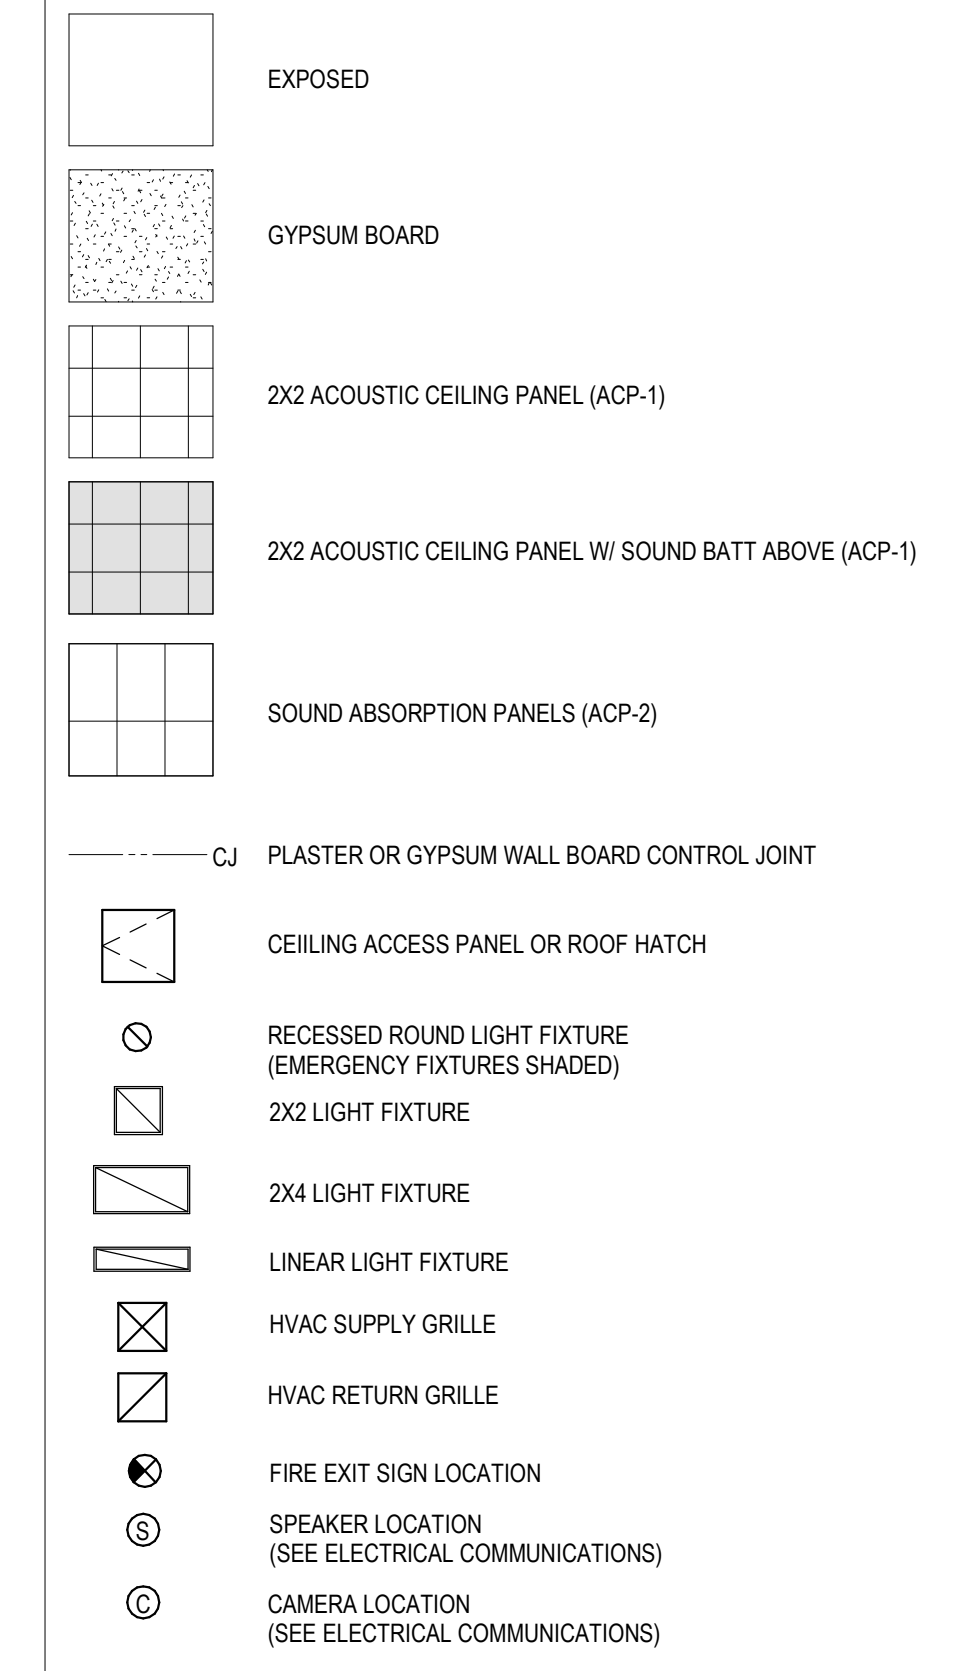 EXPOSED
GYPSUM BOARD
2X2 ACOUSTIC CEILING PANEL (ACP-1)
2X2 ACOUSTIC CEILING PANEL W/ SOUND BATT ABOVE (ACP-1)
SOUND ABSORPTION PANELS (ACP-2)
CJ PLASTER OR GYPSUM WALL BOARD CONTROL JOINT
CEIILING ACCESS PANEL OR ROOF HATCH
RECESSED ROUND LIGHT FIXTURE
(EMERGENCY FIXTURES SHADED)
2X2 LIGHT FIXTURE
2X4 LIGHT FIXTURE
LINEAR LIGHT FIXTURE
HVAC SUPPLY GRILLE
HVAC RETURN GRILLE
FIRE EXIT SIGN LOCATION
S SPEAKER LOCATION
(SEE ELECTRICAL COMMUNICATIONS)
C CAMERA LOCATION
(SEE ELECTRICAL COMMUNICATIONS)